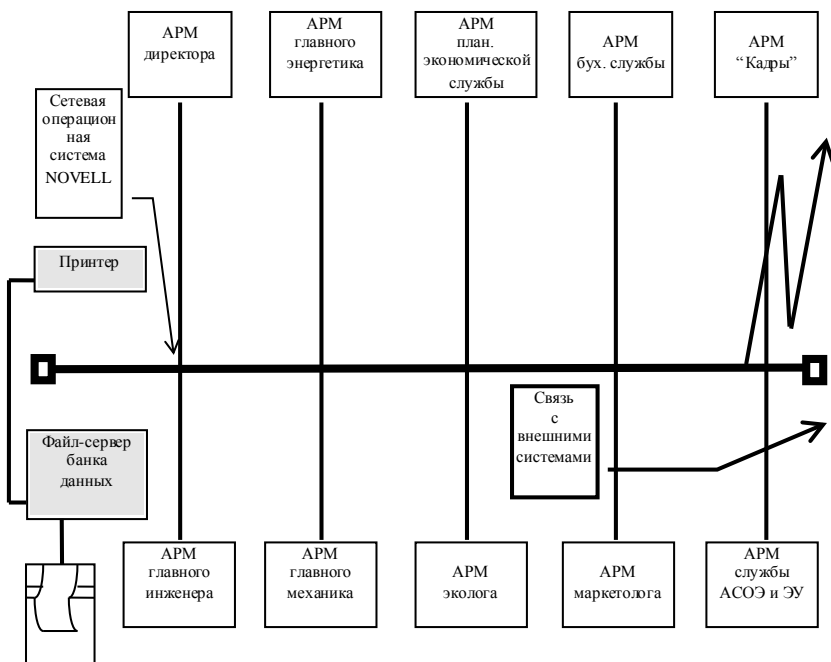 АРМ
директора
АРМ
главного
энергетика
АРМ
план.
экономической
службы
АРМ
бух. службы
АРМ
“Кадры”
Сетевая
операцион
ная
система
NOVELL
Принтер
Связь
с
внешними
системами
Файл-сервер
банка
данных
АРМ
главного
инженера
АРМ
главного
механика
АРМ
эколога
АРМ
маркетолога
АРМ
службы
АСОЭ и ЭУ